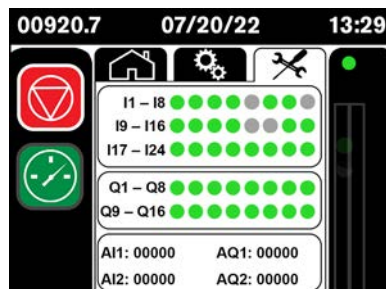 00920.7 07/20/22 13:29
I1 – I8
I9 – I16
I17 – I24
Q1 – Q8
Q9 – Q16
AI1: 00000 AQ1: 00000
AI2: 00000 AQ2: 00000